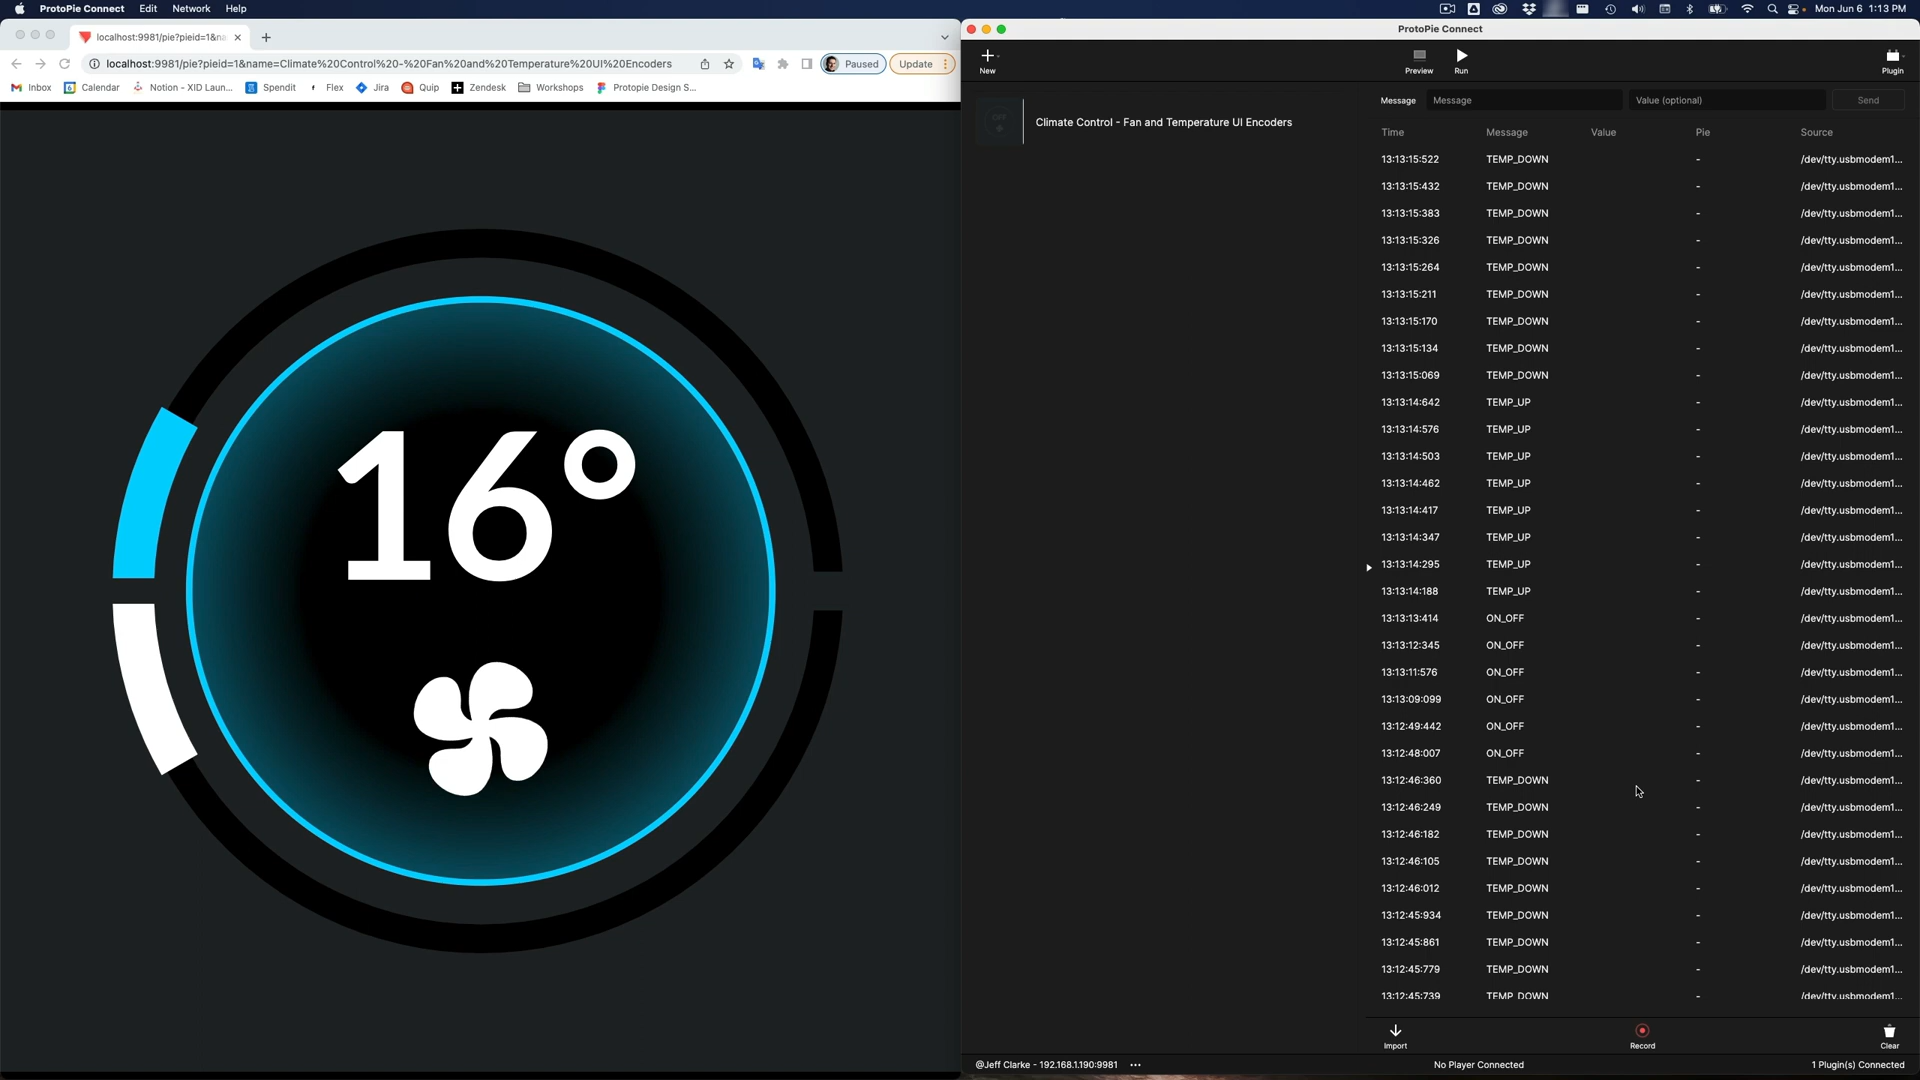 ProtoPie Connect Edit Network Help Mon Jun 6 1:13 PM
localhost:9981/pie?pieid=1&na
localhost:9981/pie?pieid=1&name=Climate%20Control%20-%20Fan%20and%20Temperature%20UI%20Encoders Paused Update
Inbox Calendar Notion - XID Laun... Spendit Flex Jira Quip Zendesk Workshops Protopie Design S...
16°
ProtoPie Connect
New Preview Run Plugin
Climate Control - Fan and Temperature UI Encoders
Message Message Value (optional) Send
Time Message Value Pie Source
13:13:15:522 TEMP_DOWN - /dev/tty.usbmodem1...
13:13:15:432 TEMP_DOWN - /dev/tty.usbmodem1...
13:13:15:383 TEMP_DOWN - /dev/tty.usbmodem1...
13:13:15:326 TEMP_DOWN - /dev/tty.usbmodem1...
13:13:15:264 TEMP_DOWN - /dev/tty.usbmodem1...
13:13:15:211 TEMP_DOWN - /dev/tty.usbmodem1...
13:13:15:170 TEMP_DOWN - /dev/tty.usbmodem1...
13:13:15:134 TEMP_DOWN - /dev/tty.usbmodem1...
13:13:15:069 TEMP_DOWN - /dev/tty.usbmodem1...
13:13:14:642 TEMP_UP - /dev/tty.usbmodem1...
13:13:14:576 TEMP_UP - /dev/tty.usbmodem1...
13:13:14:503 TEMP_UP - /dev/tty.usbmodem1...
13:13:14:462 TEMP_UP - /dev/tty.usbmodem1...
13:13:14:417 TEMP_UP - /dev/tty.usbmodem1...
13:13:14:347 TEMP_UP - /dev/tty.usbmodem1...
13:13:14:295 TEMP_UP - /dev/tty.usbmodem1...
13:13:14:188 TEMP_UP - /dev/tty.usbmodem1...
13:13:13:414 ON_OFF - /dev/tty.usbmodem1...
13:13:12:345 ON_OFF - /dev/tty.usbmodem1...
13:13:11:576 ON_OFF - /dev/tty.usbmodem1...
13:13:09:099 ON_OFF - /dev/tty.usbmodem1...
13:12:49:442 ON_OFF - /dev/tty.usbmodem1...
13:12:48:007 ON_OFF - /dev/tty.usbmodem1...
13:12:46:360 TEMP_DOWN - /dev/tty.usbmodem1...
13:12:46:249 TEMP_DOWN - /dev/tty.usbmodem1...
13:12:46:182 TEMP_DOWN - /dev/tty.usbmodem1...
13:12:46:105 TEMP_DOWN - /dev/tty.usbmodem1...
13:12:46:012 TEMP_DOWN - /dev/tty.usbmodem1...
13:12:45:934 TEMP_DOWN - /dev/tty.usbmodem1...
13:12:45:861 TEMP_DOWN - /dev/tty.usbmodem1...
13:12:45:779 TEMP_DOWN - /dev/tty.usbmodem1...
13:12:45:739 TEMP_DOWN - /dev/tty.usbmodem1...
Import Record Clear
@Jeff Clarke - 192.168.1.190:9981 ••• No Player Connected 1 Plugin(s) Connected